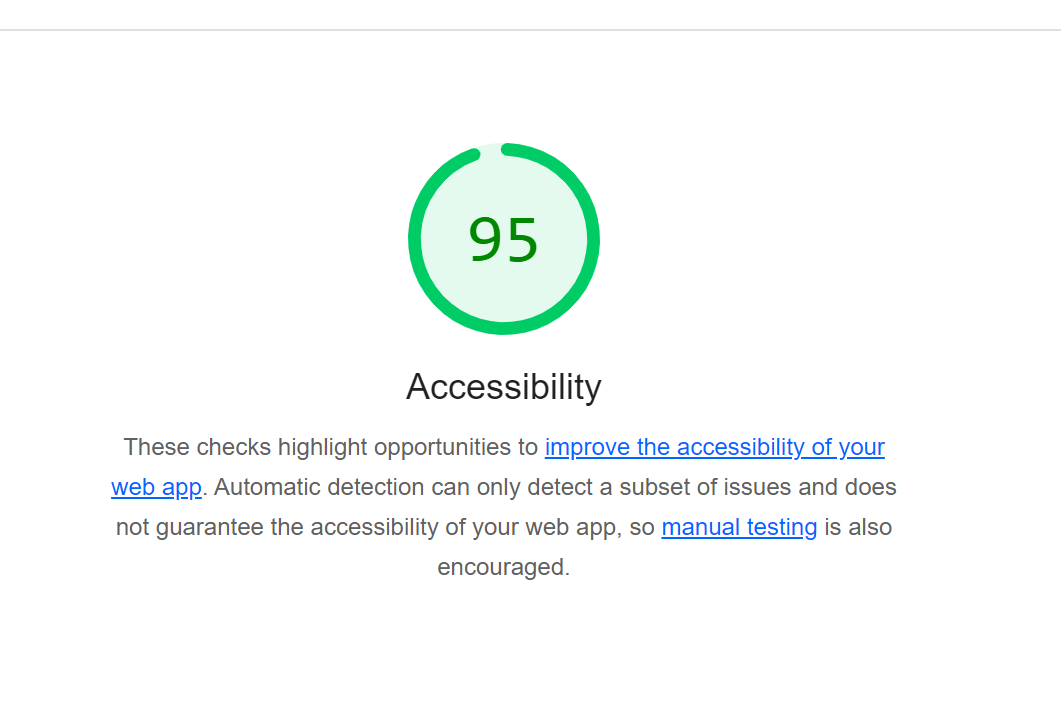 95
Accessibility
These checks highlight opportunities to improve the accessibility of your
web app. Automatic detection can only detect a subset of issues and does
not guarantee the accessibility of your web app, so manual testing is also
encouraged.